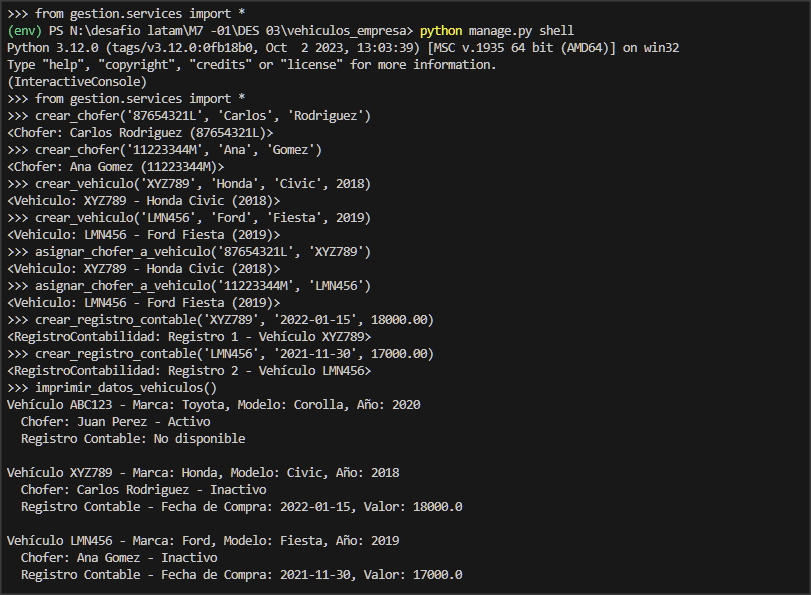 >>> from gestion.services import *
(env) PS N:\desafio latam\M7 -01\DES 03\vehiculos_empresa> python manage.py shell
Python 3.12.0 (tags/v3.12.0:0fb18b0, Oct  2 2023, 13:03:39) [MSC v.1935 64 bit (AMD64)] on win32
Type "help", "copyright", "credits" or "license" for more information.
(InteractiveConsole)
>>> from gestion.services import *
>>> crear_chofer('87654321L', 'Carlos', 'Rodriguez')
<Chofer: Carlos Rodriguez (87654321L)>
>>> crear_chofer('11223344M', 'Ana', 'Gomez')
<Chofer: Ana Gomez (11223344M)>
>>> crear_vehiculo('XYZ789', 'Honda', 'Civic', 2018)
<Vehiculo: XYZ789 - Honda Civic (2018)>
>>> crear_vehiculo('LMN456', 'Ford', 'Fiesta', 2019)
<Vehiculo: LMN456 - Ford Fiesta (2019)>
>>> asignar_chofer_a_vehiculo('87654321L', 'XYZ789')
<Vehiculo: XYZ789 - Honda Civic (2018)>
>>> asignar_chofer_a_vehiculo('11223344M', 'LMN456')
<Vehiculo: LMN456 - Ford Fiesta (2019)>
>>> crear_registro_contable('XYZ789', '2022-01-15', 18000.00)
<RegistroContabilidad: Registro 1 - Vehículo XYZ789>
>>> crear_registro_contable('LMN456', '2021-11-30', 17000.00)
<RegistroContabilidad: Registro 2 - Vehículo LMN456>
>>> imprimir_datos_vehiculos()
Vehículo ABC123 - Marca: Toyota, Modelo: Corolla, Año: 2020
  Chofer: Juan Perez - Activo
  Registro Contable: No disponible

Vehículo XYZ789 - Marca: Honda, Modelo: Civic, Año: 2018
  Chofer: Carlos Rodriguez - Inactivo
  Registro Contable - Fecha de Compra: 2022-01-15, Valor: 18000.0

Vehículo LMN456 - Marca: Ford, Modelo: Fiesta, Año: 2019
  Chofer: Ana Gomez - Inactivo
  Registro Contable - Fecha de Compra: 2021-11-30, Valor: 17000.0